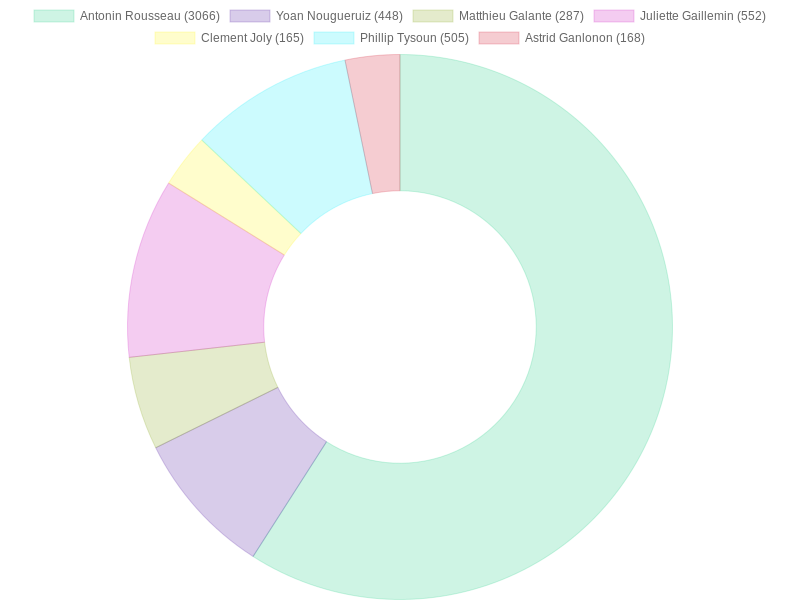 Antonin Rousseau (3066) Yoan Nougueruiz (448) Matthieu Galante (287) Juliette Gaillemin (552)
Clement Joly (165) Phillip Tysoun (505) Astrid Ganlonon (168)